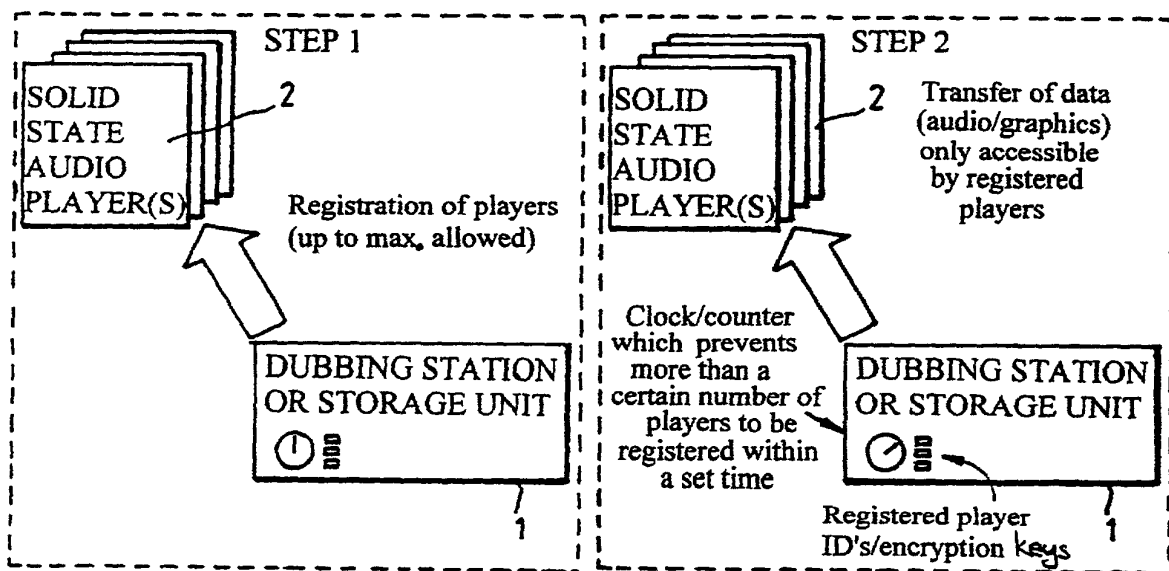 STEP 1
SOLID
STATE
AUDIO
PLAYER(S)
2
Registration of players
(up to max. allowed)
DUBBING STATION
OR STORAGE UNIT
1
STEP 2
SOLID
STATE
AUDIO
PLAYER(S)
2
Transfer of data
(audio/graphics)
only accessible
by registered
players
Clock/counter
which prevents
more than a
certain number of
players to be
registered within
a set time
DUBBING STATION
OR STORAGE UNIT
1
Registered player
ID's/encryption keys